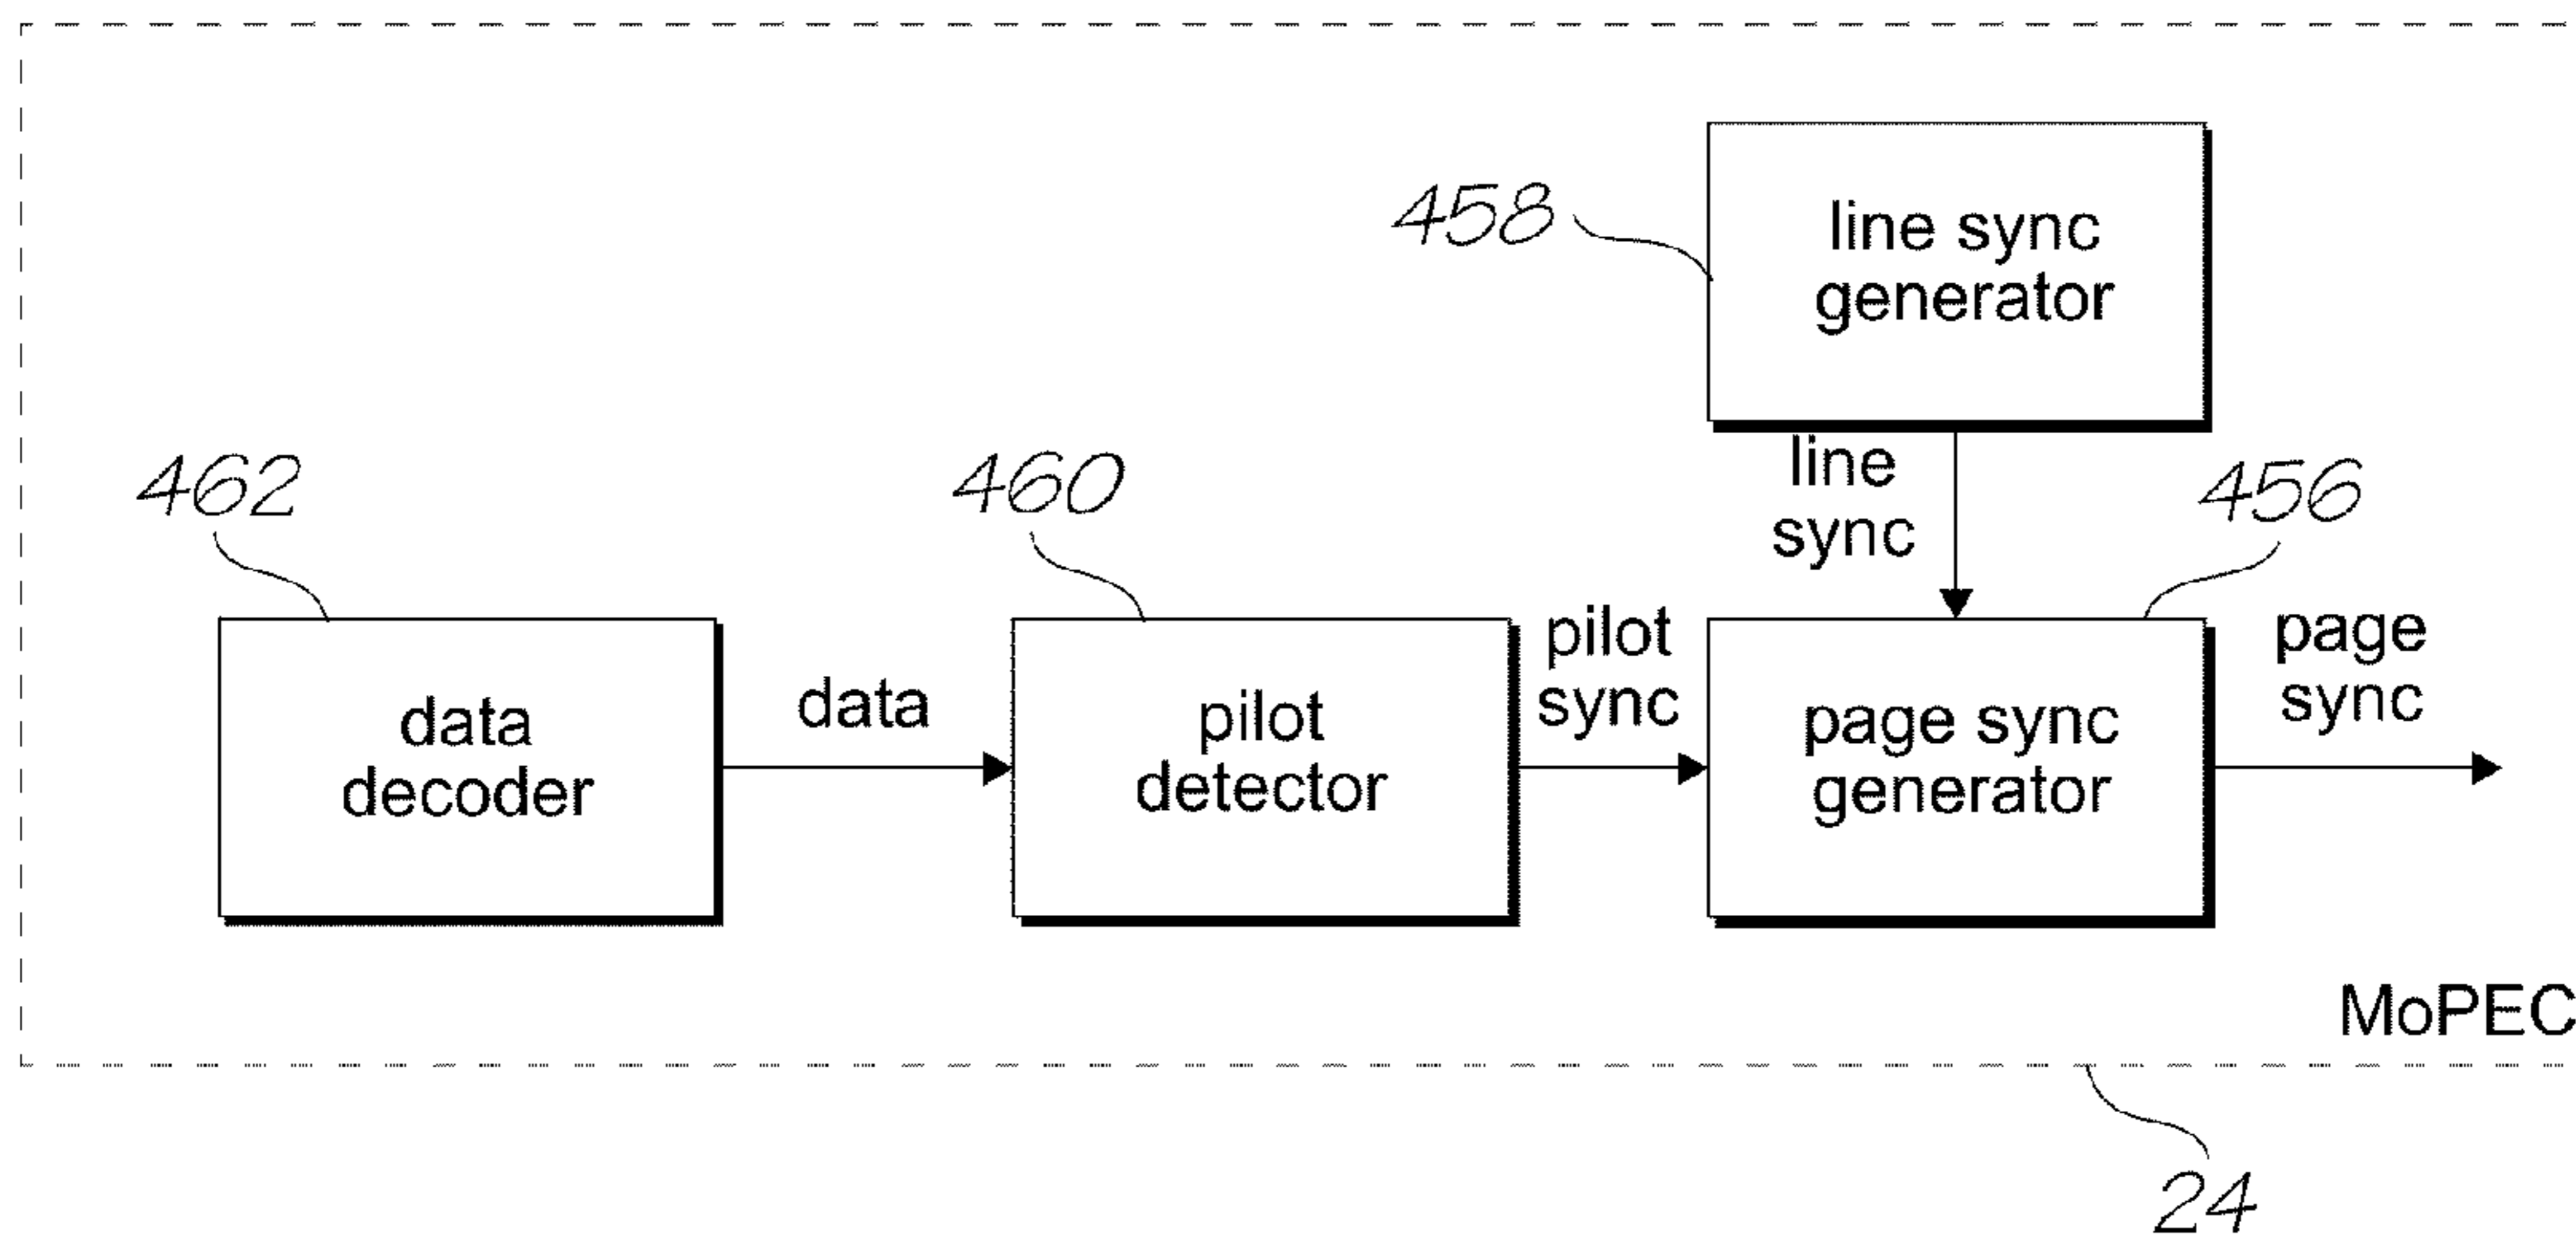 458
line sync
generator
line
sync
462
460
456
data
decoder
data
pilot
detector
pilot
sync
page sync
generator
page
sync
MoPEC
24